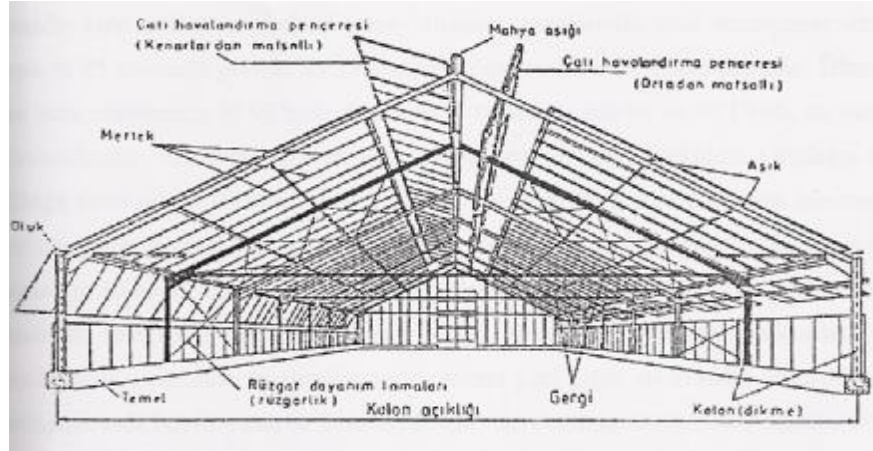 Çatı havalandırma penceresi
(Kenarlardan mafsallı)
Mahya aşığı
Çatı havalandırma penceresi
(Ortadan mafsallı)
Mertek
Aşık
Oluk
Temel
Rüzgar dayanım lamaları
(rüzgarlık)
Gergi
Kolon (dikme)
Kolon açıklığı